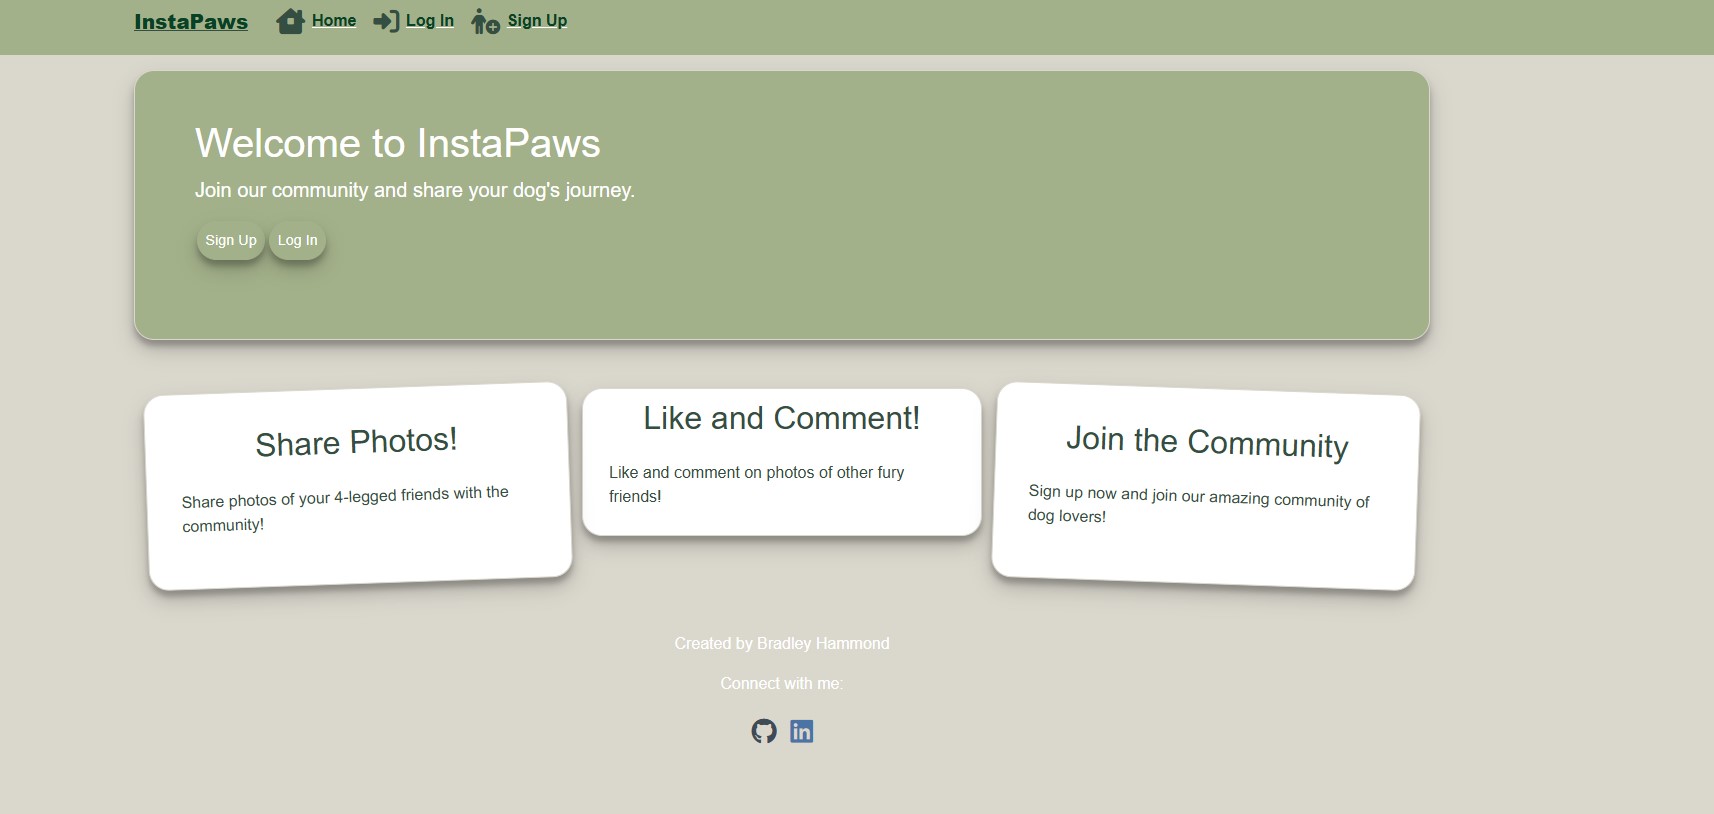 InstaPaws
Home
Log In
Sign Up
Welcome to InstaPaws
Join our community and share your dog's journey.
Sign Up
Log In
Share Photos!
Share photos of your 4-legged friends with the
community!
Like and Comment!
Like and comment on photos of other fury
friends!
Join the Community
Sign up now and join our amazing community of
dog lovers!
Created by Bradley Hammond
Connect with me:
in